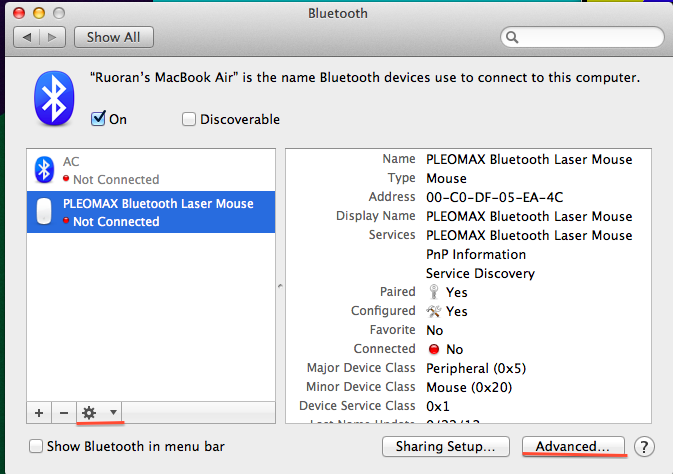 Bluetooth
Show All
“Ruoran’s MacBook Air” is the name Bluetooth devices use to connect to this computer.
On
Discoverable
AC
Not Connected
PLEOMAX Bluetooth Laser Mouse
Not Connected
Name PLEOMAX Bluetooth Laser Mouse
Type Mouse
Address 00-C0-DF-05-EA-4C
Display Name PLEOMAX Bluetooth Laser Mouse
Services PLEOMAX Bluetooth Laser Mouse
PnP Information
Service Discovery
Paired Yes
Configured Yes
Favorite No
Connected No
Major Device Class Peripheral (0x5)
Minor Device Class Mouse (0x20)
Device Service Class 0x1
Last Name Update
Show Bluetooth in menu bar
Sharing Setup...
Advanced...
?